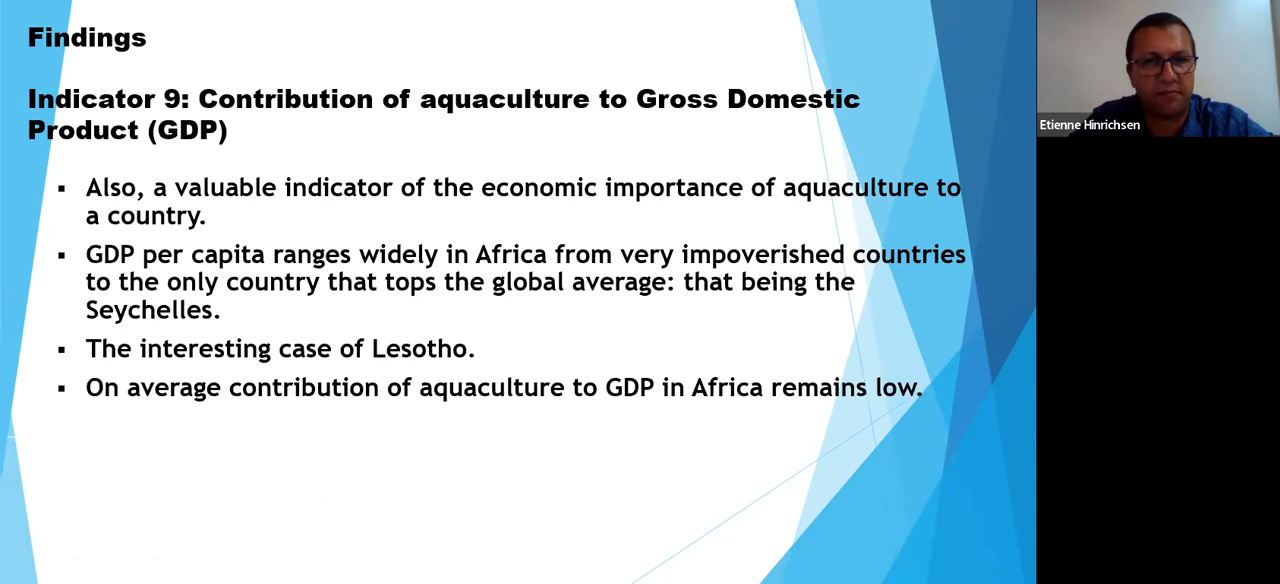 Findings
Indicator 9: Contribution of aquaculture to Gross Domestic
Product (GDP)
▪ Also, a valuable indicator of the economic importance of aquaculture to
a country.
▪ GDP per capita ranges widely in Africa from very impoverished countries
to the only country that tops the global average: that being the
Seychelles.
▪ The interesting case of Lesotho.
▪ On average contribution of aquaculture to GDP in Africa remains low.
Etienne Hinrichsen